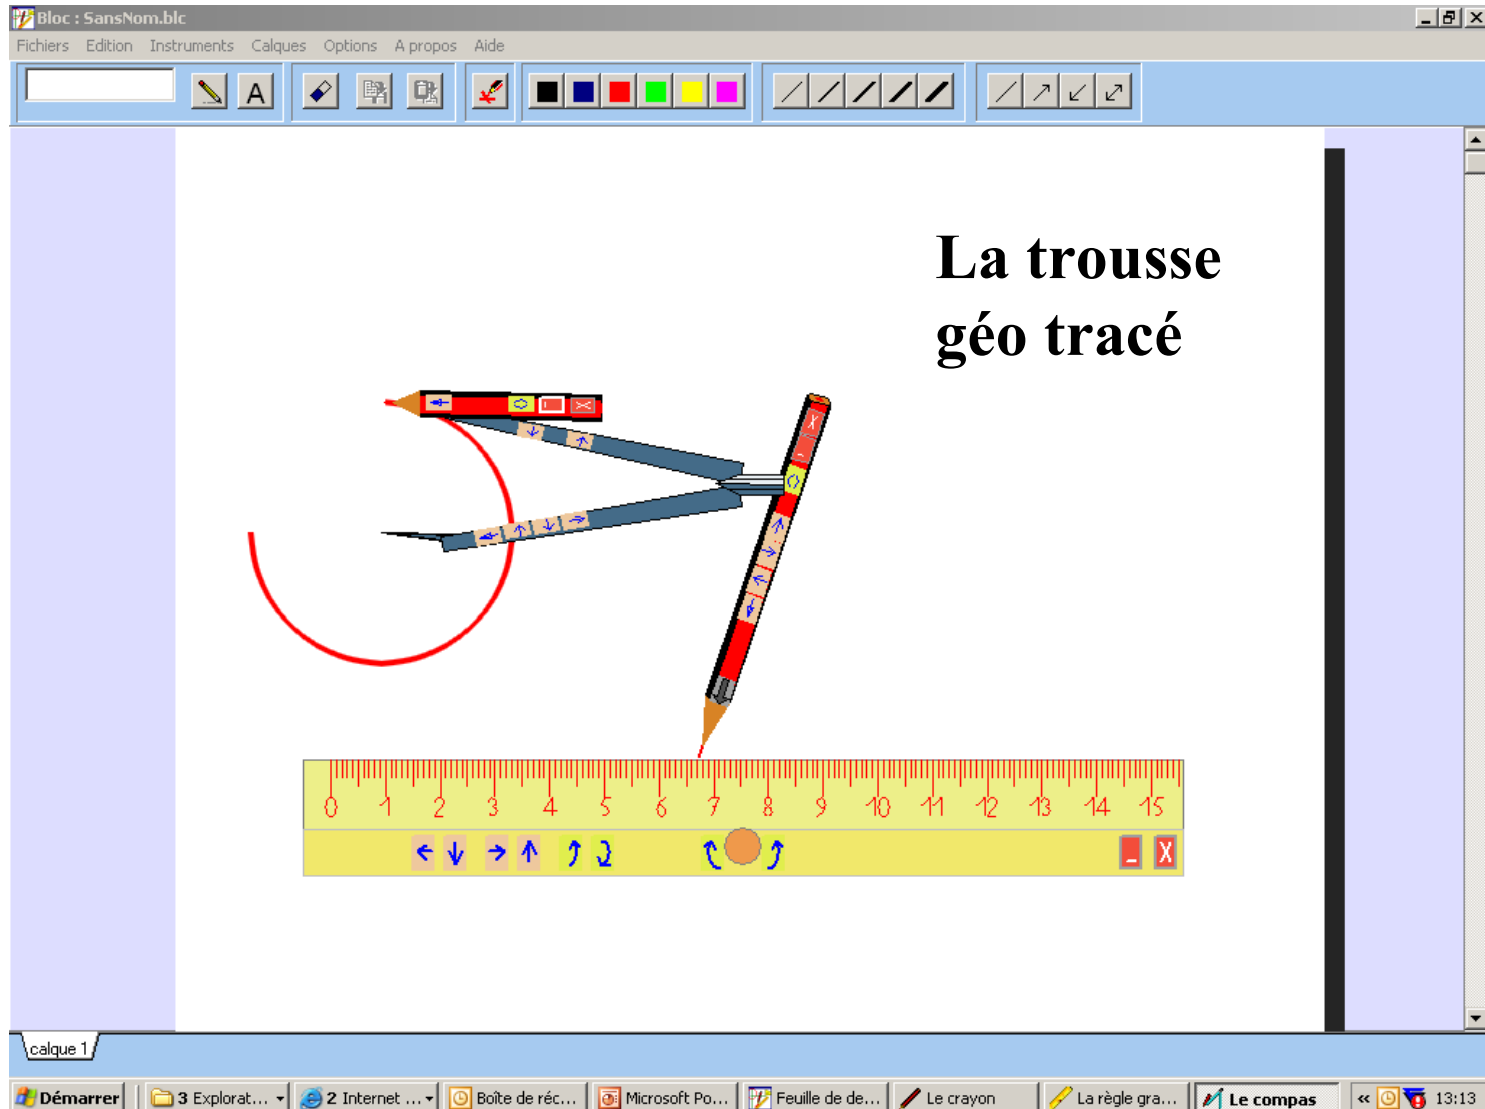 Bloc : SansNom.blc
Fichiers Edition Instruments Calques Options A propos Aide
A
La trousse
géo tracé
0 1 2 3 4 5 6 7 8 9 10 11 12 13 14 15
calque 1
Démarrer 3 Explorat... 2 Internet ... Boîte de réc... Microsoft Po... Feuille de de... Le crayon La règle gra... Le compas « 13:13